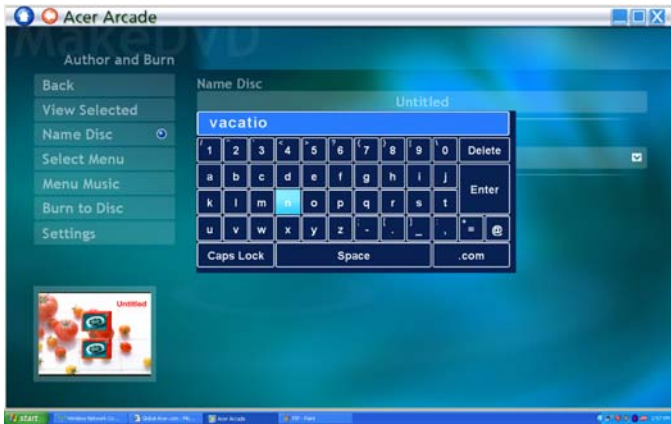 Acer Arcade
MakeDVD
Author and Burn
Back
View Selected
Name Disc
Select Menu
Menu Music
Burn to Disc
Settings
Name Disc
Untitled
vacatio
1 2 3 4 5 6 7 8 9 0 Delete
a b c d e f g h i j
Enter
k l m n o p q r s t
u v w x y z - . _ , = @
Caps Lock Space .com
Untitled
start
Acer Arcade